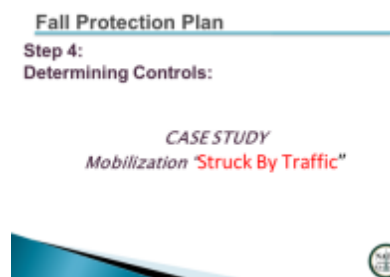 Fall Protection Plan
Step 4:
Determining Controls:
CASE STUDY
Mobilization "Struck By Traffic"